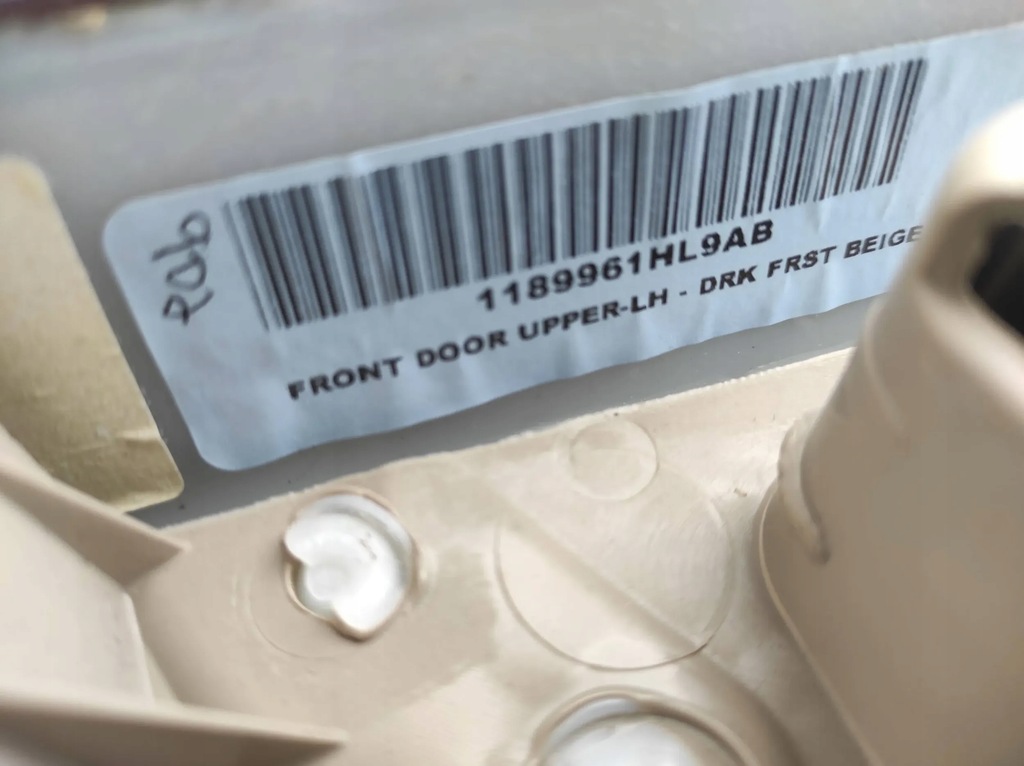 1189961HL9AB
FRONT DOOR UPPER-LH - DRK FRST BEIGE